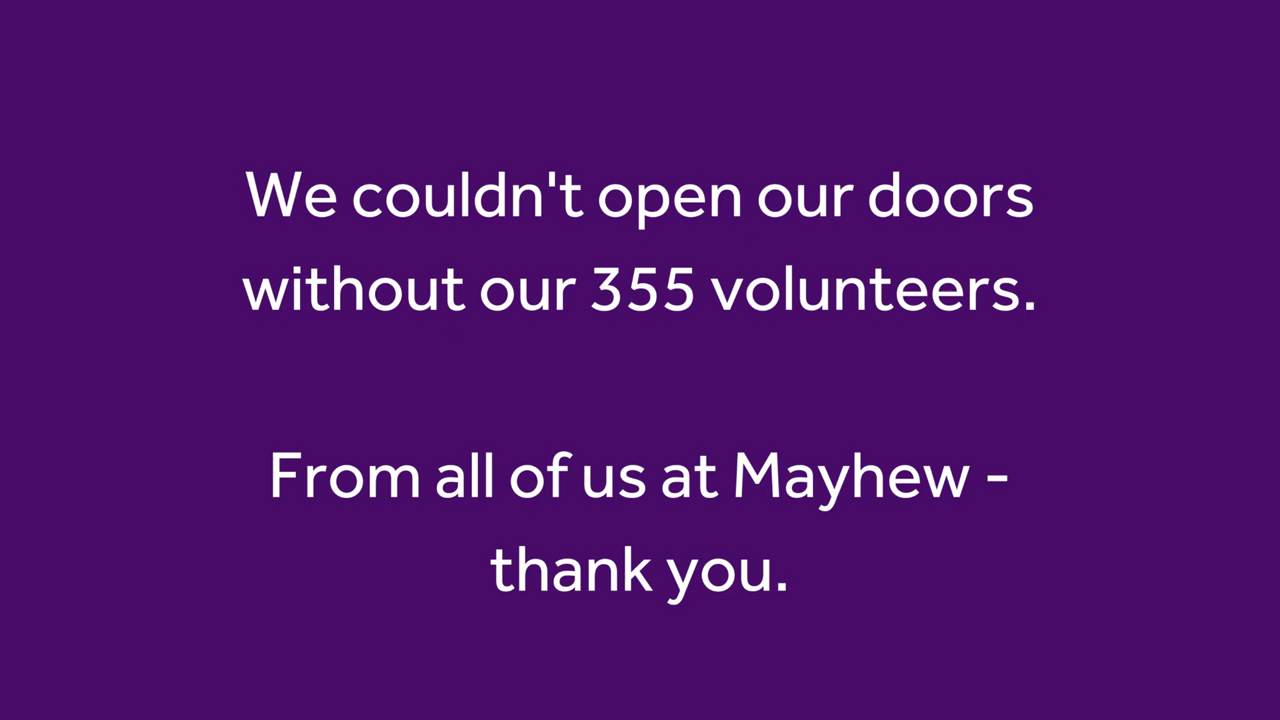 We couldn't open our doors
without our 355 volunteers.
From all of us at Mayhew -
thank you.